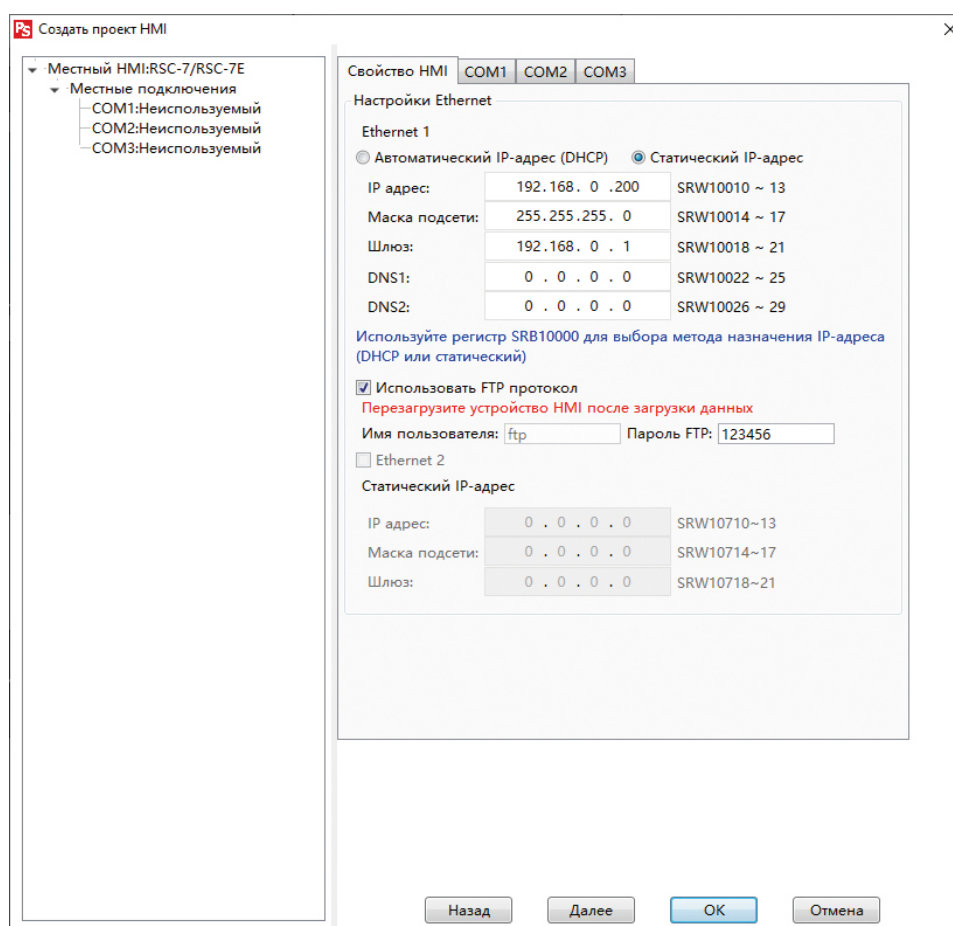 PS Создать проект HMI
Местный HMI:RSC-7/RSC-7E
Местные подключения
COM1:Неиспользуемый
COM2:Неиспользуемый
COM3:Неиспользуемый
Свойство HMI COM1 COM2 COM3
Настройки Ethernet
Ethernet 1
Автоматический IP-адрес (DHCP) Статический IP-адрес
IP адрес: 192.168. 0 .200 SRW10010 ~ 13
Маска подсети: 255.255.255. 0 SRW10014 ~ 17
Шлюз: 192.168. 0 . 1 SRW10018 ~ 21
DNS1: 0 . 0 . 0 . 0 SRW10022 ~ 25
DNS2: 0 . 0 . 0 . 0 SRW10026 ~ 29
Используйте регистр SRB10000 для выбора метода назначения IP-адреса
(DHCP или статический)
Использовать FTP протокол
Перезагрузите устройство HMI после загрузки данных
Имя пользователя: ftp Пароль FTP: 123456
Ethernet 2
Статический IP-адрес
IP адрес: 0 . 0 . 0 . 0 SRW10710~13
Маска подсети: 0 . 0 . 0 . 0 SRW10714~17
Шлюз: 0 . 0 . 0 . 0 SRW10718~21
Назад Далее OK Отмена